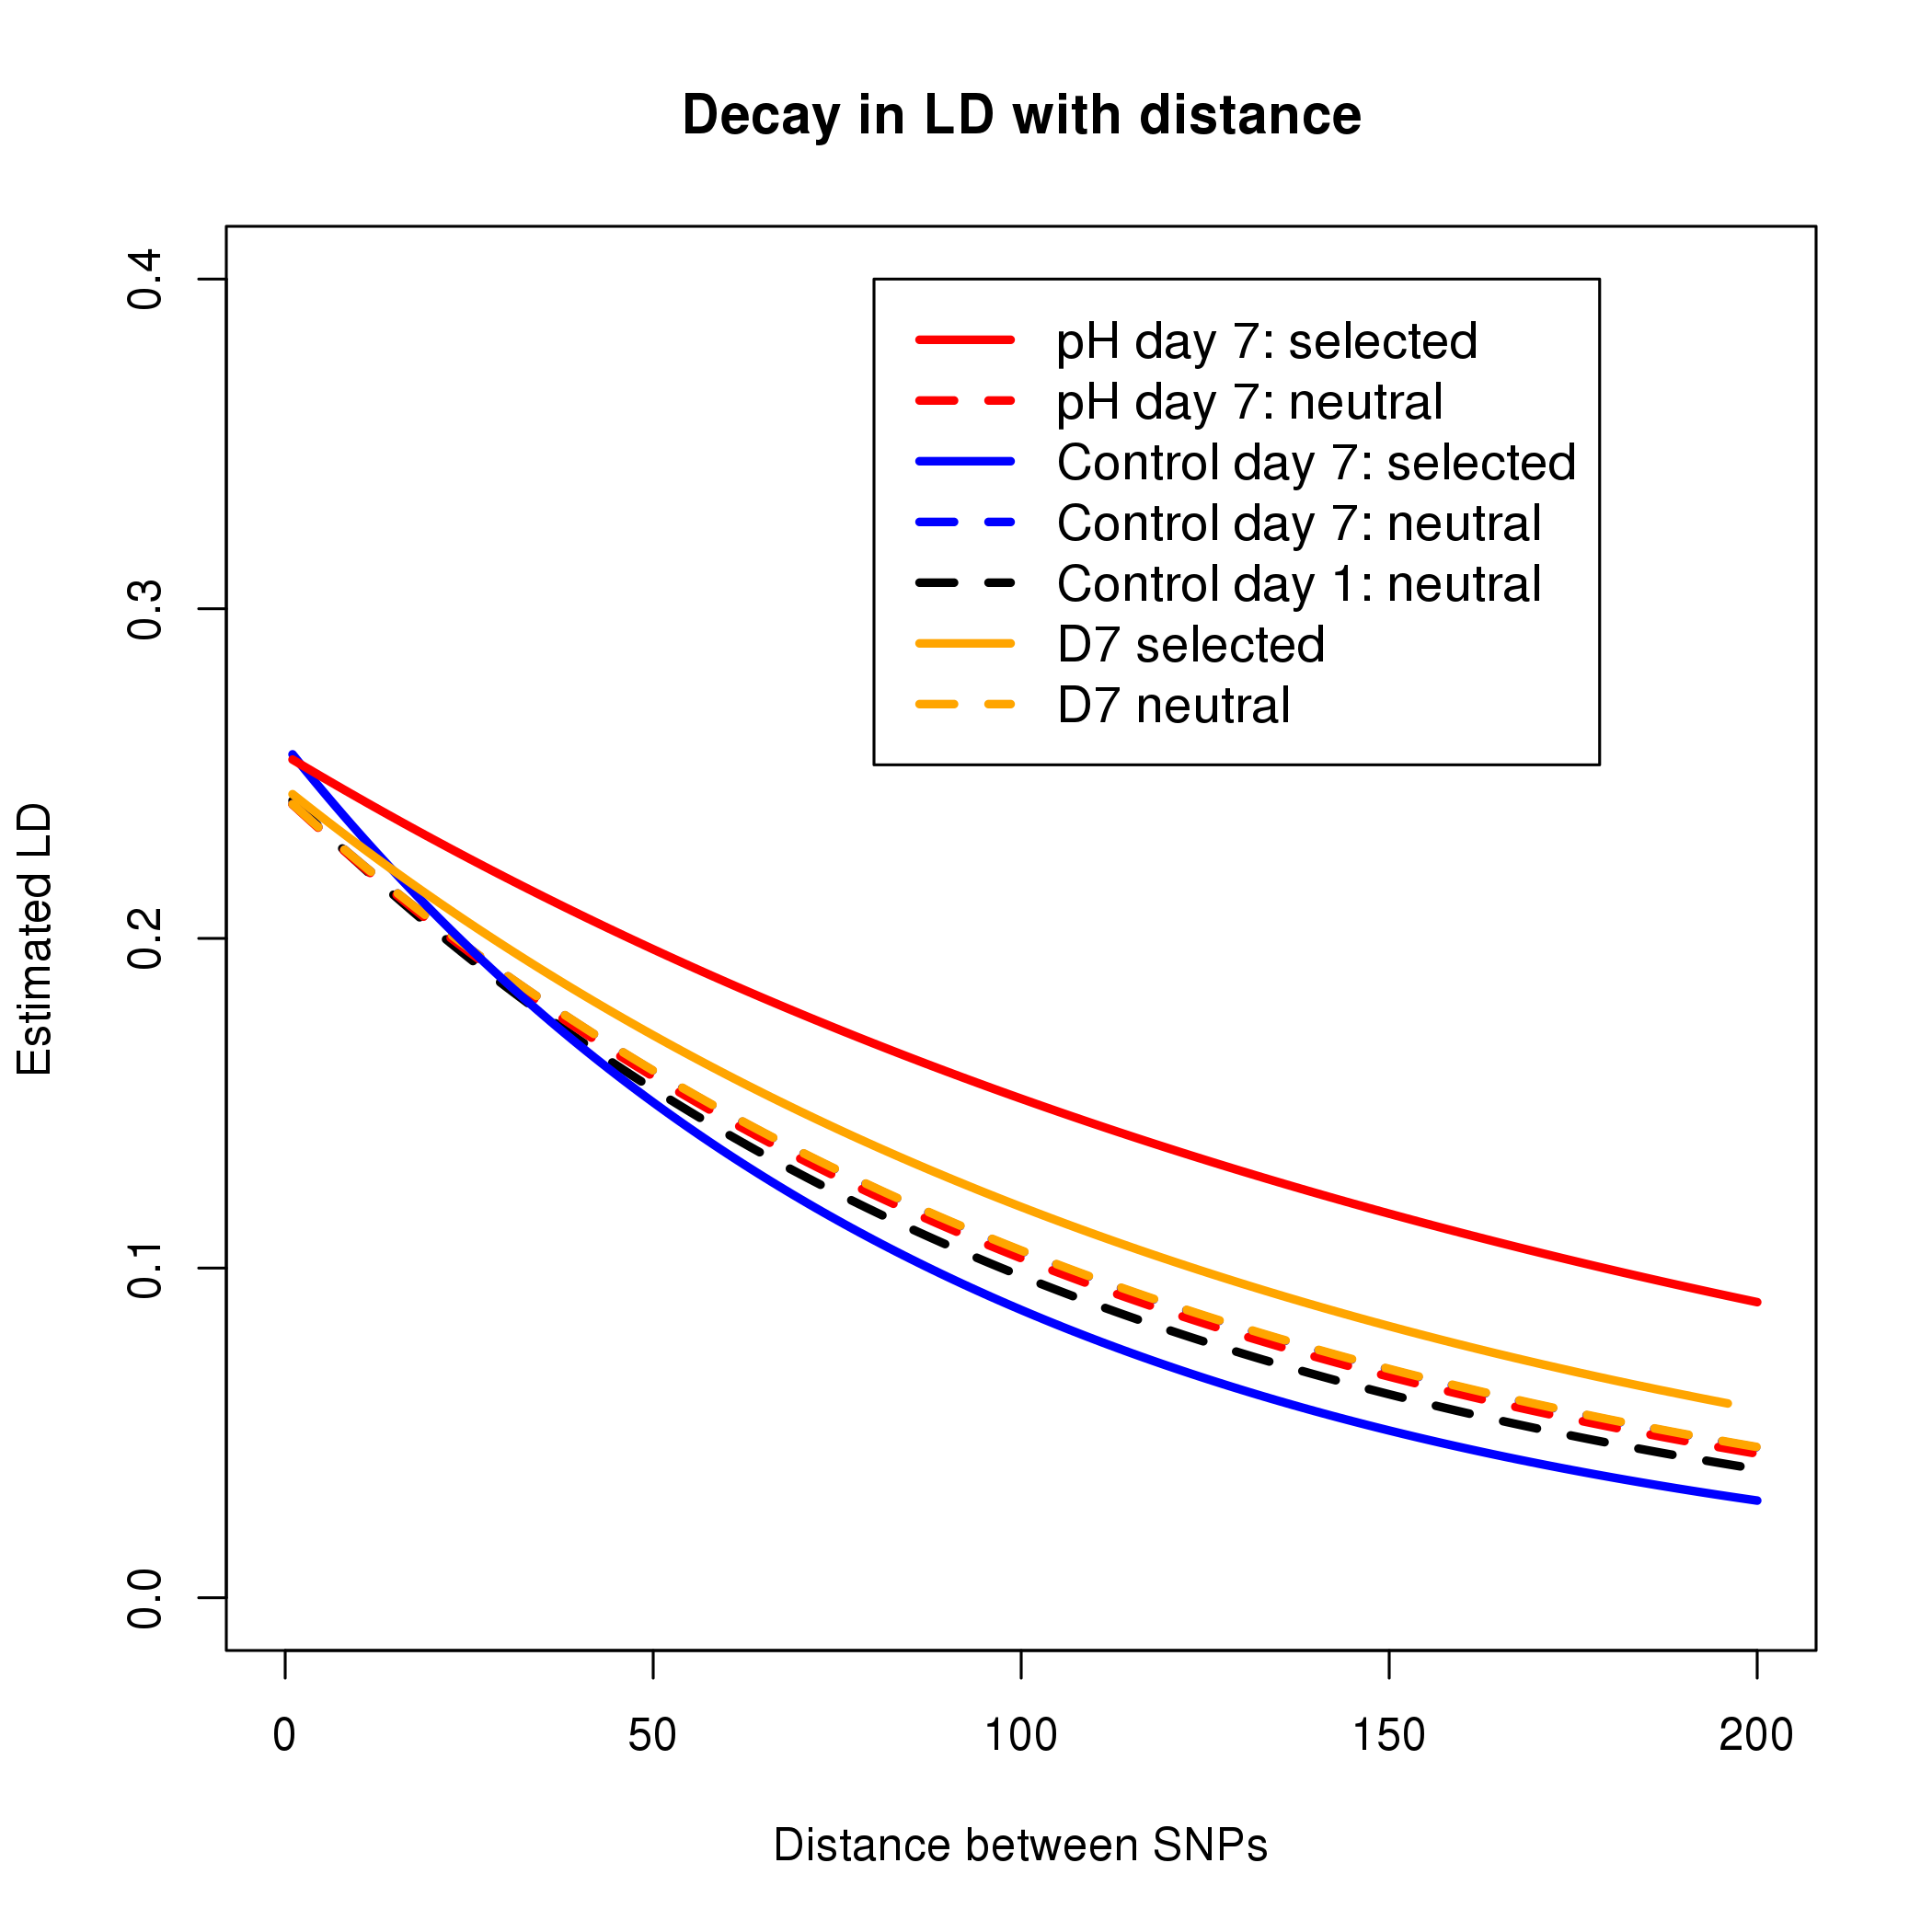 Decay in LD with distance
0.4
0.3
0.2
0.1
0.0
Estimated LD
pH day 7: selected
pH day 7: neutral
Control day 7: selected
Control day 7: neutral
Control day 1: neutral
D7 selected
D7 neutral
0 50 100 150 200
Distance between SNPs